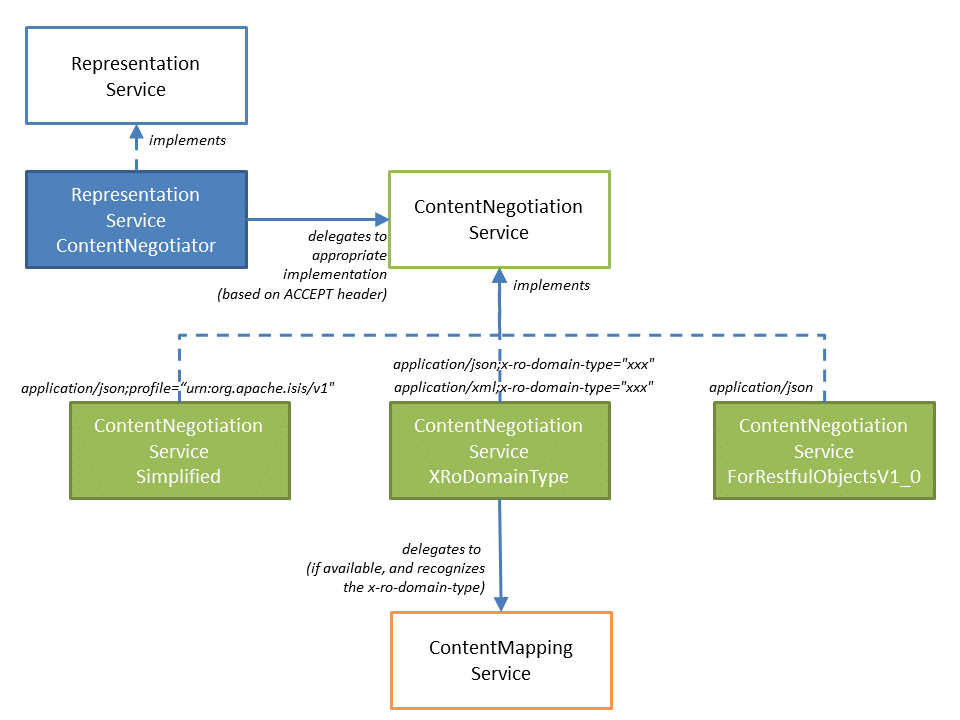 Representation
Service
implements
Representation
Service
ContentNegotiator
ContentNegotiation
Service
delegates to
appropriate
implementation
(based on ACCEPT header)
implements
application/json;profile=“urn:org.apache.isis/v1"
application/json;x-ro-domain-type="xxx"
application/xml;x-ro-domain-type="xxx"
application/json
ContentNegotiation
Service
Simplified
ContentNegotiation
Service
XRoDomainType
ContentNegotiation
Service
ForRestfulObjectsV1_0
delegates to
(if available, and recognizes
the x-ro-domain-type)
ContentMapping
Service